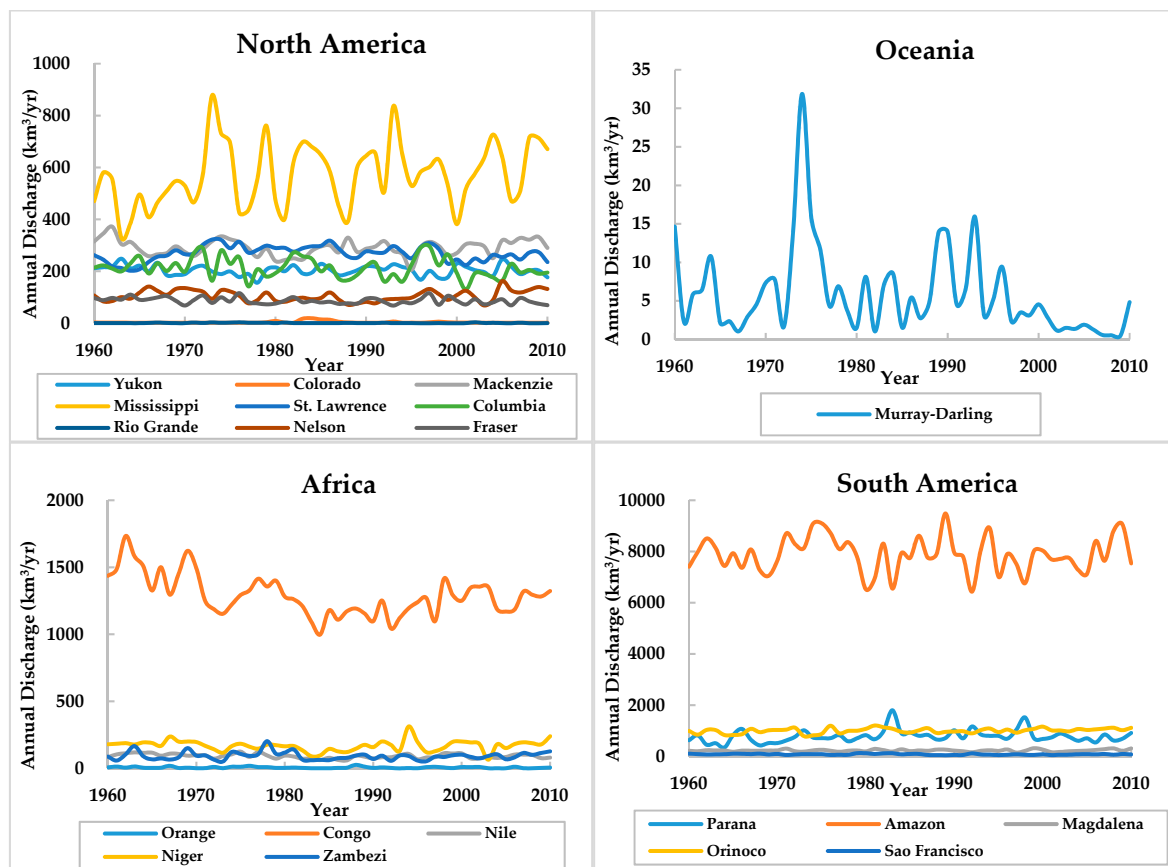 North America
Annual Discharge (km³/yr)
1000
800
600
400
200
0
1960 1970 1980 1990 2000 2010
Year
Yukon Colorado Mackenzie
Mississippi St. Lawrence Columbia
Rio Grande Nelson Fraser
Oceania
Annual Discharge (km³/yr)
35
30
25
20
15
10
5
0
1960 1970 1980 1990 2000 2010
Year
Murray-Darling
Africa
Annual Discharge (km³/yr)
2000
1500
1000
500
0
1960 1970 1980 1990 2000 2010
Year
Orange Congo Nile
Niger Zambezi
South America
Annual Discharge (km³/yr)
10000
8000
6000
4000
2000
0
1960 1970 1980 1990 2000 2010
Year
Parana Amazon Magdalena
Orinoco Sao Francisco